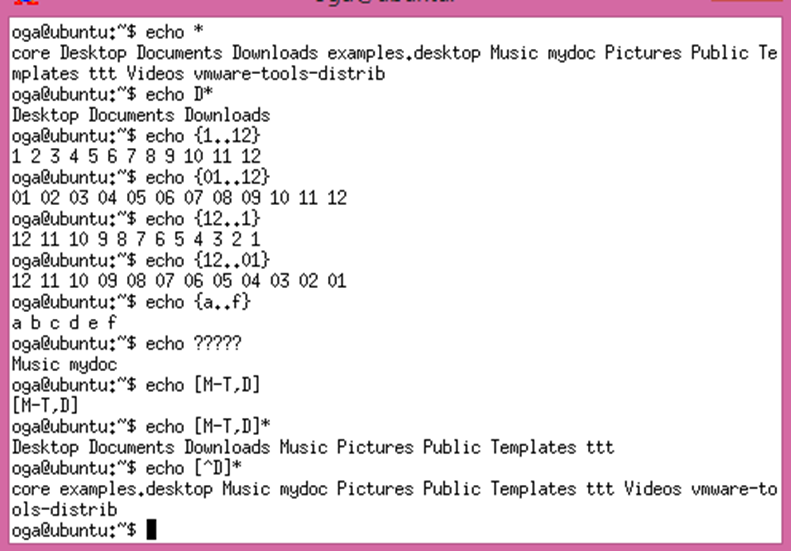 oga@ubuntu:~$ echo *
core Desktop Documents Downloads examples.desktop Music mydoc Pictures Public Te
mplates ttt Videos vmware-tools-distrib
oga@ubuntu:~$ echo D*
Desktop Documents Downloads
oga@ubuntu:~$ echo {1..12}
1 2 3 4 5 6 7 8 9 10 11 12
oga@ubuntu:~$ echo {01..12}
01 02 03 04 05 06 07 08 09 10 11 12
oga@ubuntu:~$ echo {12..1}
12 11 10 9 8 7 6 5 4 3 2 1
oga@ubuntu:~$ echo {12..01}
12 11 10 09 08 07 06 05 04 03 02 01
oga@ubuntu:~$ echo {a..f}
a b c d e f
oga@ubuntu:~$ echo ?????
Music mydoc
oga@ubuntu:~$ echo [M-T,D]
[M-T,D]
oga@ubuntu:~$ echo [M-T,D]*
Desktop Documents Downloads Music Pictures Public Templates ttt
oga@ubuntu:~$ echo [^D]*
core examples.desktop Music mydoc Pictures Public Templates ttt Videos vmware-to
ols-distrib
oga@ubuntu:~$